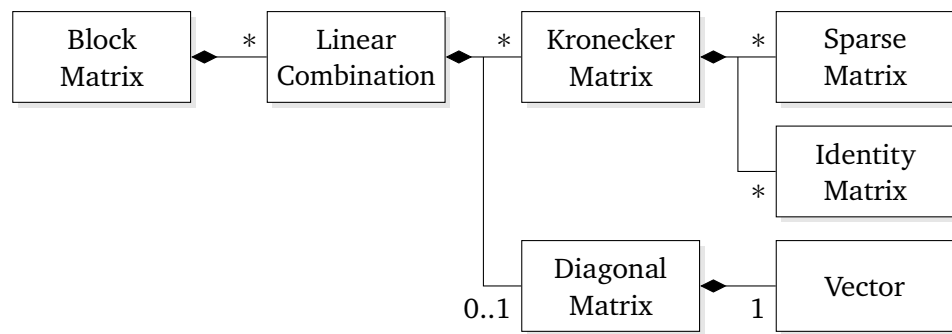 Block
Matrix
*
Linear
Combination
*
Kronecker
Matrix
*
Sparse
Matrix
Identity
Matrix
*
Diagonal
Matrix
0..1
Vector
1